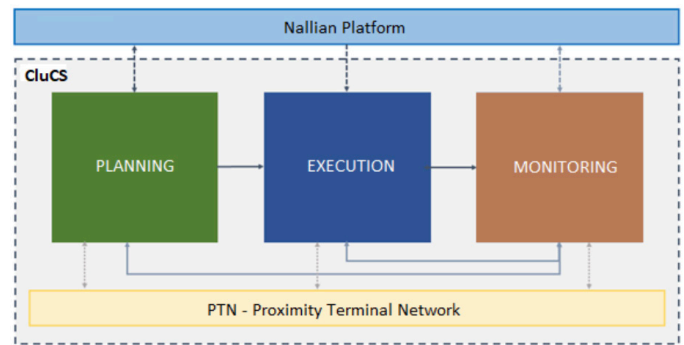 Nallian Platform
CluCS
PLANNING
EXECUTION
MONITORING
PTN - Proximity Terminal Network